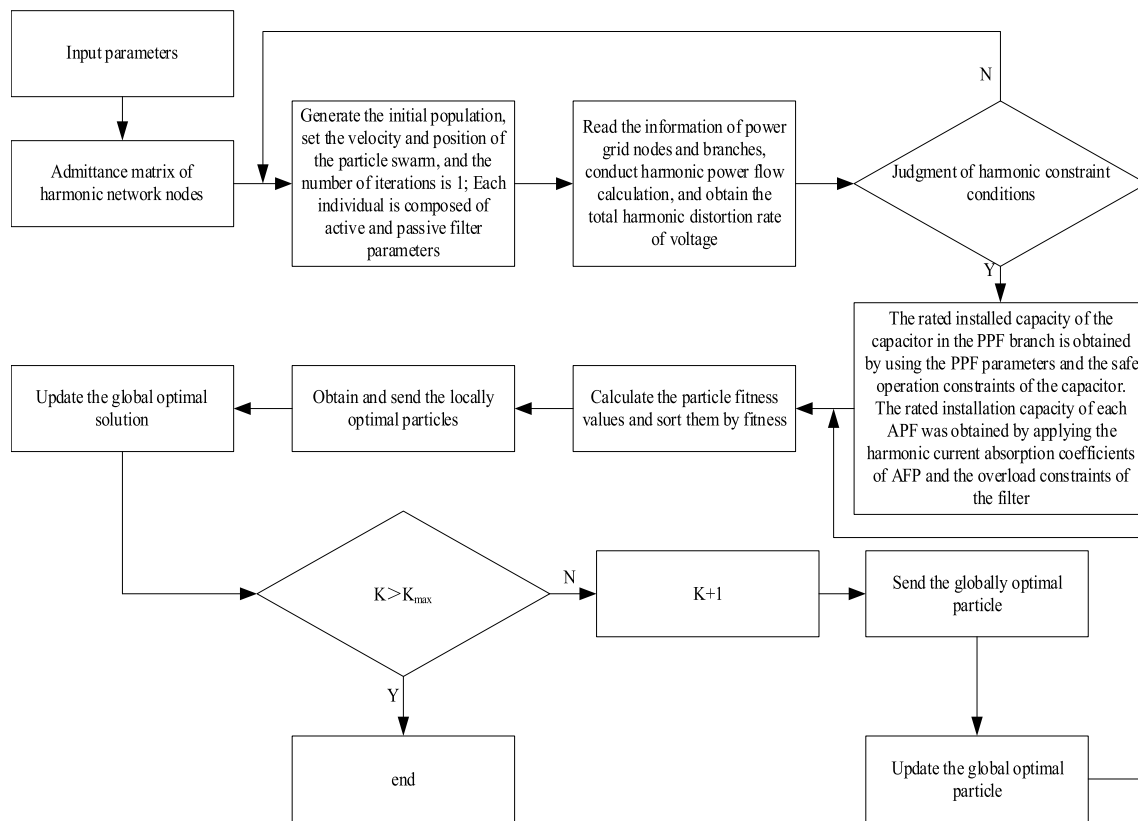 Input parameters
Admittance matrix of
harmonic network nodes
Generate the initial population,
set the velocity and position of
the particle swarm, and the
number of iterations is 1; Each
individual is composed of
active and passive filter
parameters
Read the information of power
grid nodes and branches,
conduct harmonic power flow
calculation, and obtain the
total harmonic distortion rate
of voltage
Judgment of harmonic constraint
conditions
N
Y
The rated installed capacity of the
capacitor in the PPF branch is obtained
by using the PPF parameters and the safe
operation constraints of the capacitor.
The rated installation capacity of each
APF was obtained by applying the
harmonic current absorption coefficients
of AFP and the overload constraints of
the filter
Calculate the particle fitness
values and sort them by fitness
Obtain and send the locally
optimal particles
Update the global optimal
solution
K>Kmax
N
Y
K+1
Send the globally optimal
particle
Update the global optimal
particle
end